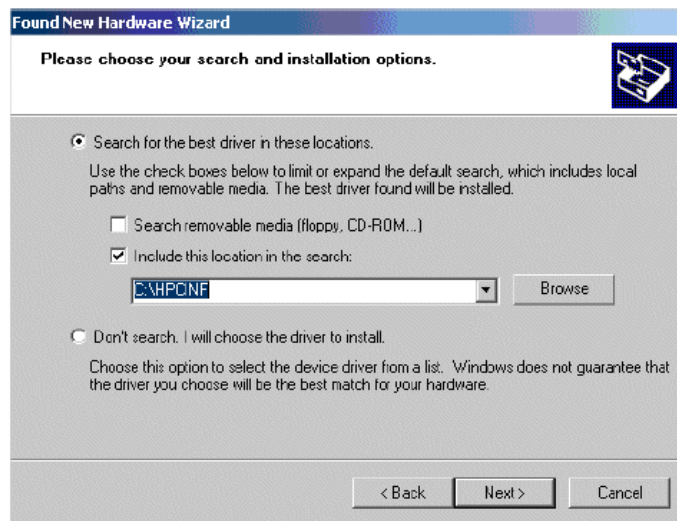 Found New Hardware Wizard
Please choose your search and installation options.
Search for the best driver in these locations.
Use the check boxes below to limit or expand the default search, which includes local
paths and removable media. The best driver found will be installed.
Search removable media (floppy, CD-ROM...)
Include this location in the search:
C:\HPCINF
Browse
Don't search. I will choose the driver to install.
Choose this option to select the device driver from a list. Windows does not guarantee that
the driver you choose will be the best match for your hardware.
< Back
Next >
Cancel